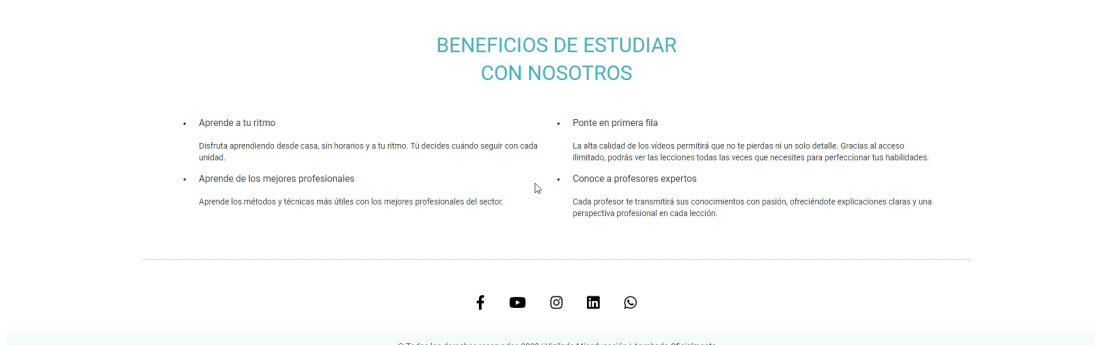 BENEFICIOS DE ESTUDIAR
CON NOSOTROS
Aprende a tu ritmo
Disfruta aprendiendo desde casa, sin horarios y a tu ritmo. Tú decides cuándo seguir con cada
unidad.
Aprende de los mejores profesionales
Aprende los métodos y técnicas más útiles con los mejores profesionales del sector.
Ponte en primera fila
La alta calidad de los vídeos permitirá que no te pierdas ni un solo detalle. Gracias al acceso
ilimitado, podrás ver las lecciones todas las veces que necesites para perfeccionar tus habilidades.
Conoce a profesores expertos
Cada profesor te transmitirá sus conocimientos con pasión, ofreciéndote explicaciones claras y una
perspectiva profesional en cada lección.